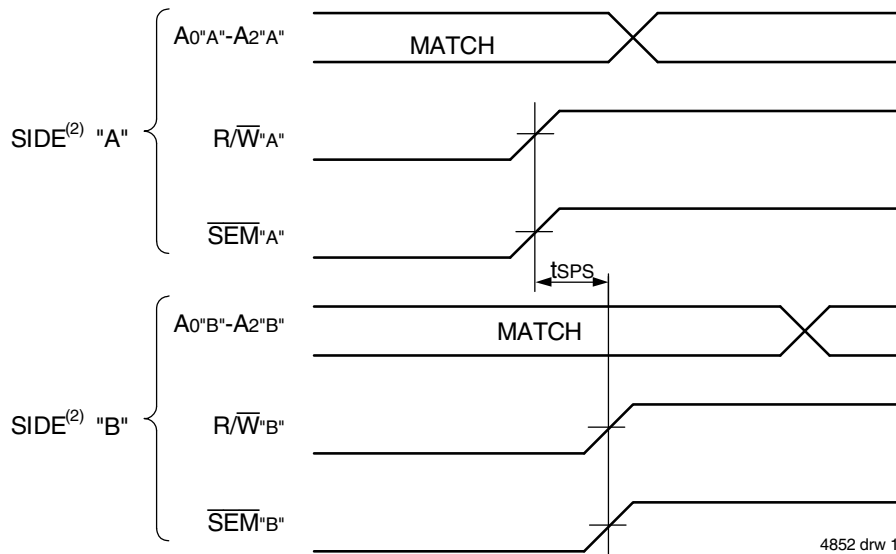 A0"A"-A2"A"
MATCH
SIDE(2) "A"
R/W"A"
SEM"A"
tSPS
A0"B"-A2"B"
MATCH
SIDE(2) "B"
R/W"B"
SEM"B"
4852 drw 1